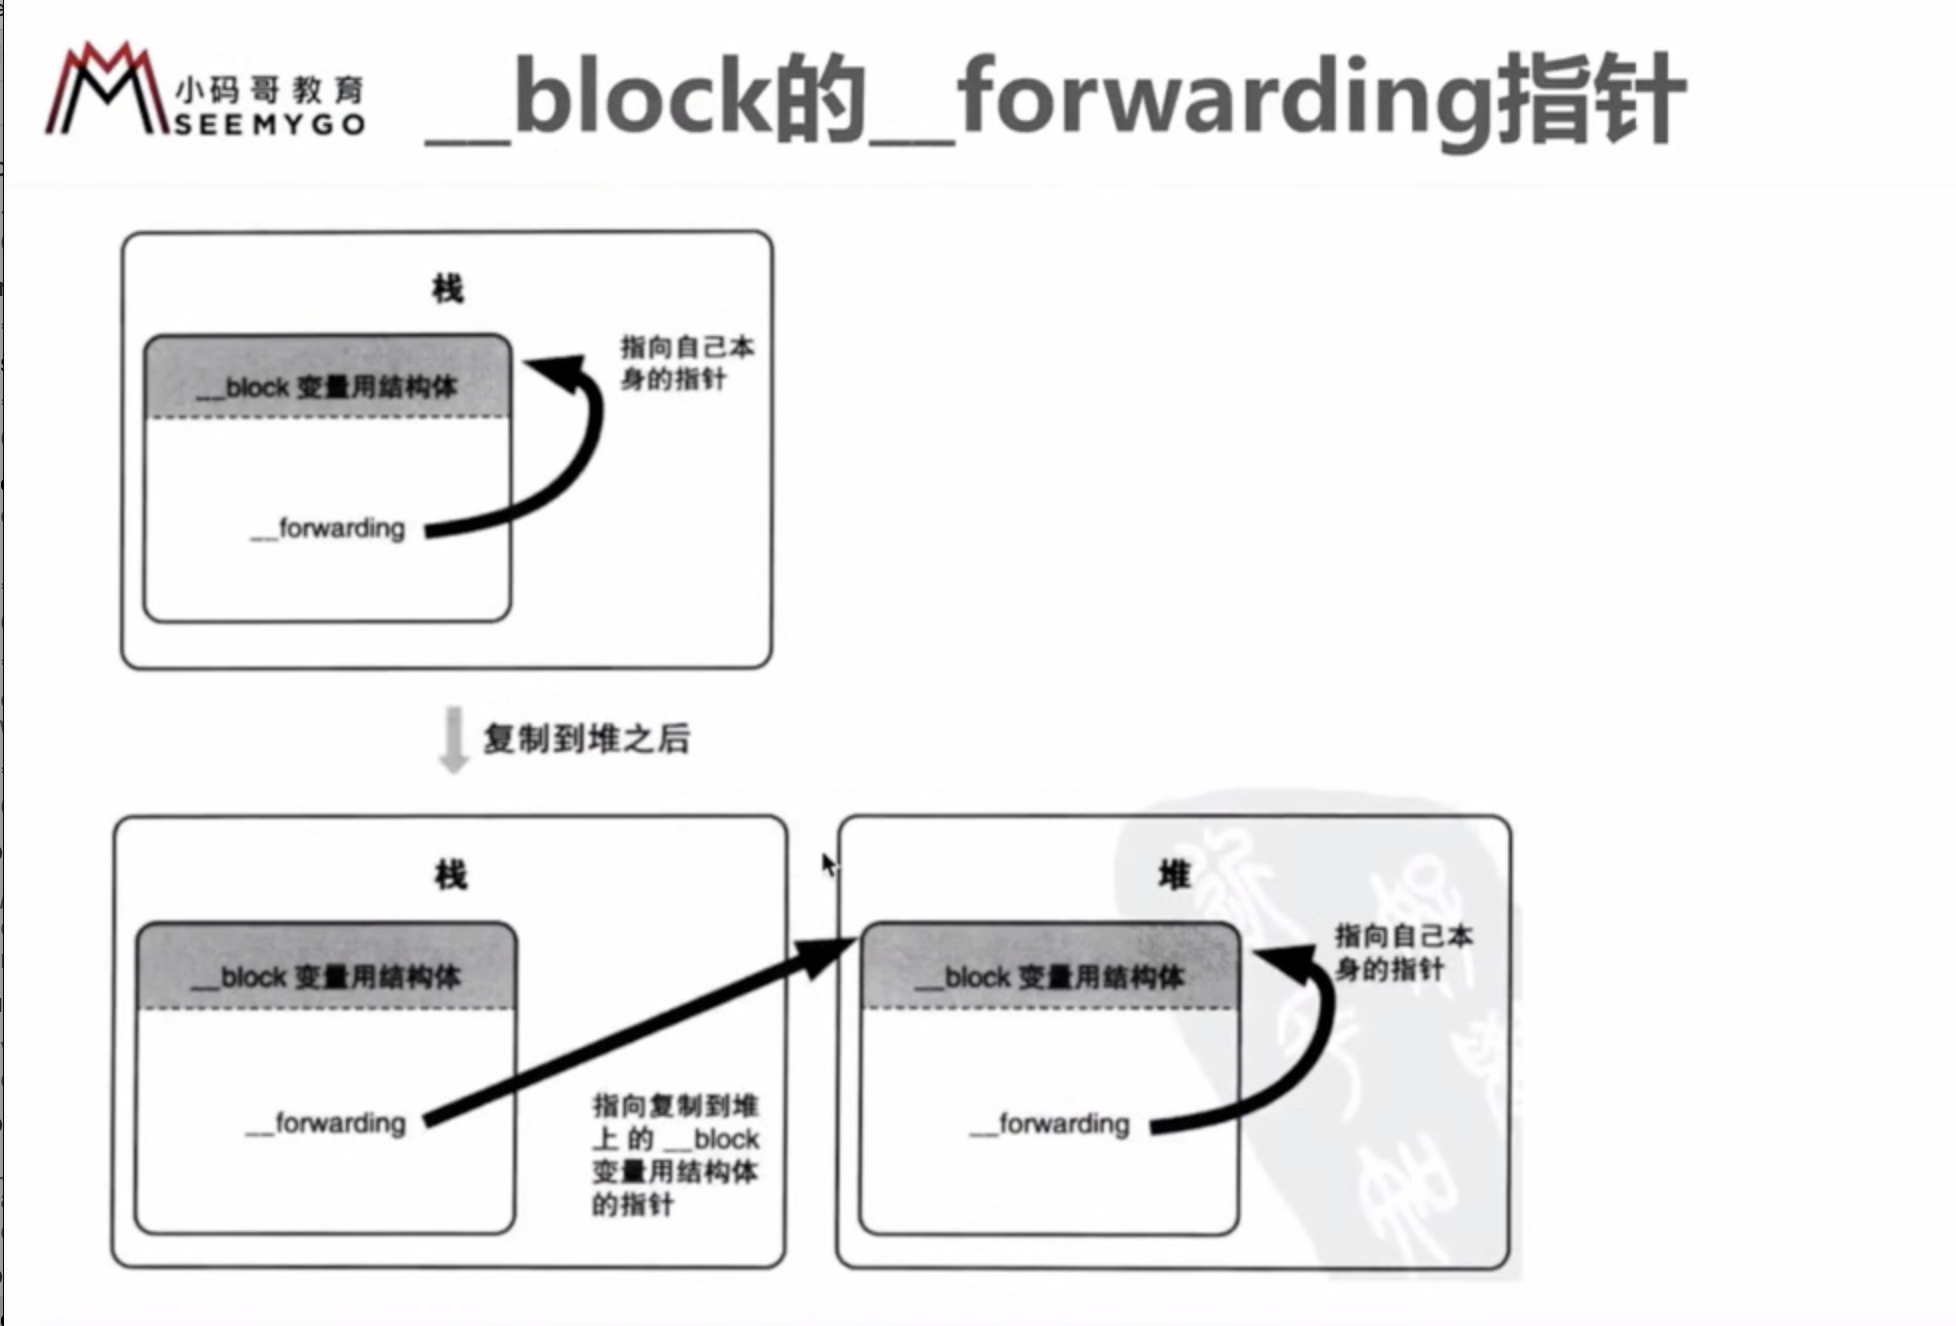 小码哥教育
SEEMYGO
__block的__forwarding指针
栈
指向自己本
身的指针
__block 变量用结构体
__forwarding
复制到堆之后
栈
__block 变量用结构体
__forwarding
指向复制到堆
上的 __block
变量用结构体
的指针
堆
指向自己本
身的指针
__block 变量用结构体
__forwarding